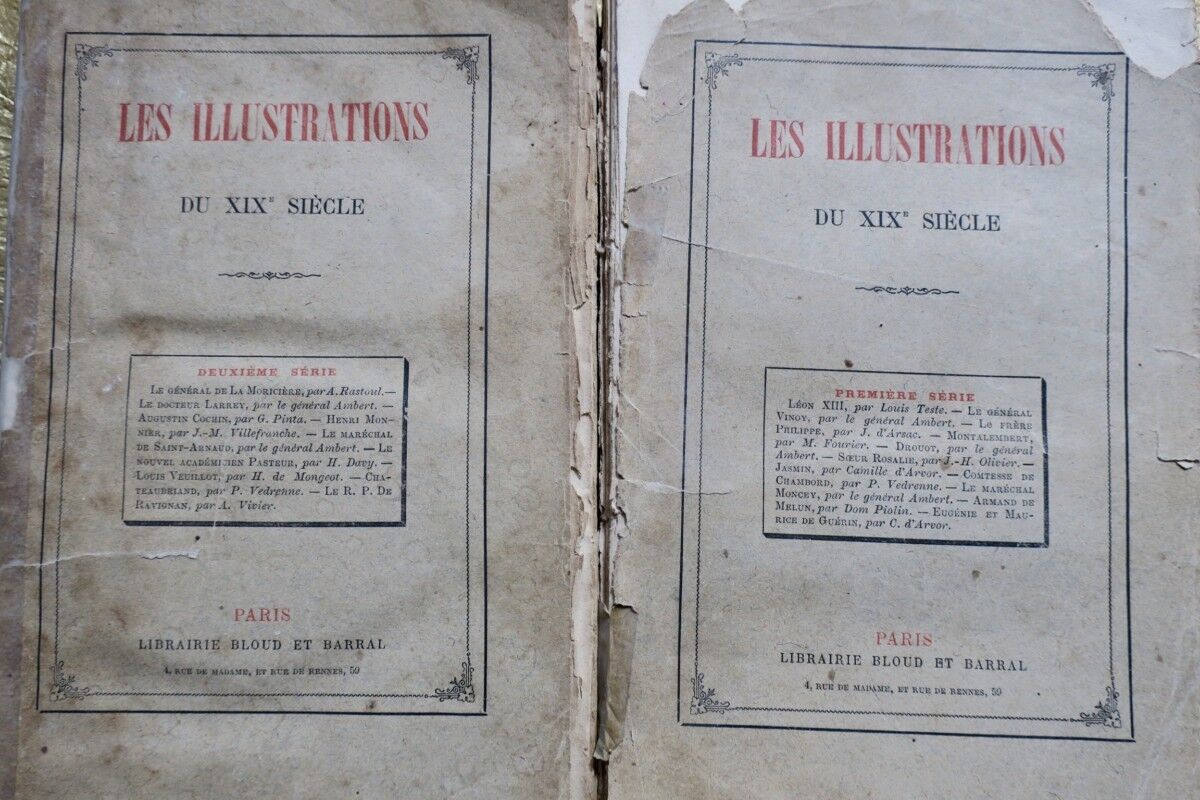 LES ILLUSTRATIONS
DU XIXE SIÈCLE
DEUXIÈME SÉRIE
LE GÉNÉRAL DE LA MORICIÈRE, par A. Rastoul. —
LE DOCTEUR LARREY, par le général Ambert. —
AUGUSTIN COCHIN, par G. Pinta. — HENRI MON-
NIER, par J.-M. Villefranche. — LE MARÉCHAL
DE SAINT-ARNAUD, par le général Ambert. — LE
NOUVEL ACADÉMICIEN PASTEUR, par H. Davy. —
LOUIS VEUILLOT, par H. de Mongeot. — CHA-
TEAUBRIAND, par P. Vedrenne. — LE R. P. DE
RAVIGNAN, par A. Vivier.
PARIS
LIBRAIRIE BLOUD ET BARRAL
4, RUE DE MADAME, ET RUE DE RENNES, 59
LES ILLUSTRATIONS
DU XIXE SIÈCLE
PREMIÈRE SÉRIE
LÉON XIII, par Louis Teste. — LE GÉNÉRAL
VINOY, par le général Ambert. — LE FRÈRE
PHILIPPE, par J. d'Arsac. — MONTALEMBERT,
par M. Fourier. — DROUOT, par le général
Ambert. — SŒUR ROSALIE, par J.-H. Olivier. —
JASMIN, par Camille d'Arvor. — COMTESSE DE
CHAMBORD, par P. Vedrenne. — LE MARÉCHAL
MONCEY, par le général Ambert. — ARMAND DE
MELUN, par Dom Piolin. — EUGÉNIE ET MAU-
RICE DE GUÉRIN, par C. d'Arvor.
PARIS
LIBRAIRIE BLOUD ET BARRAL
4, RUE DE MADAME, ET RUE DE RENNES, 59